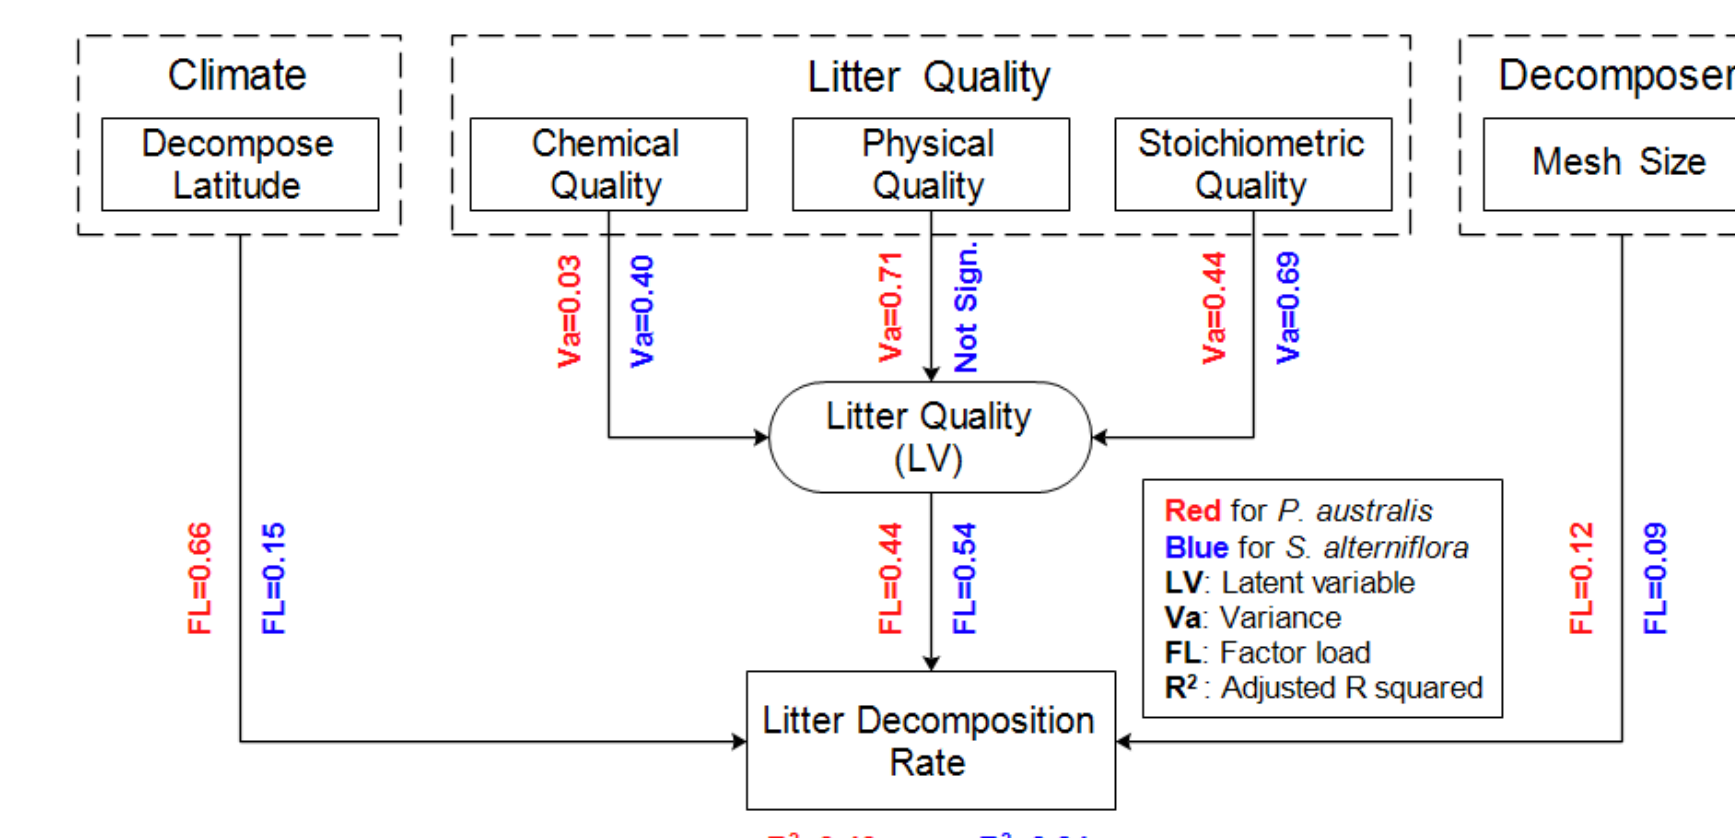 Climate
Decompose
Latitude
Litter Quality
Chemical
Quality
Physical
Quality
Stoichiometric
Quality
Decomposer
Mesh Size
Va=0.03
Va=0.40
Va=0.71
Not Sign.
Va=0.44
Va=0.69
Litter Quality
(LV)
FL=0.66
FL=0.15
FL=0.44
FL=0.54
Red for P. australis
Blue for S. alterniflora
LV: Latent variable
Va: Variance
FL: Factor load
R²: Adjusted R squared
FL=0.12
FL=0.09
Litter Decomposition
Rate